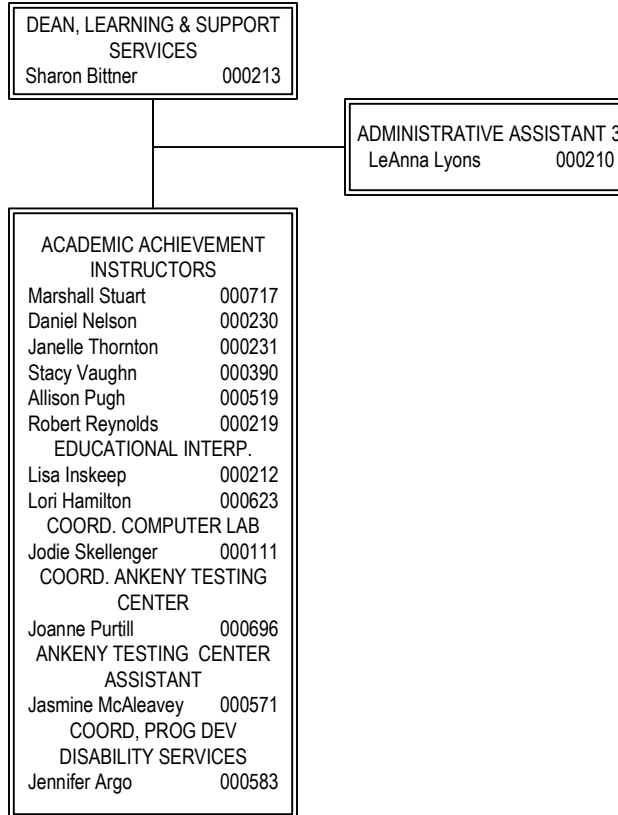 DEAN, LEARNING & SUPPORT
SERVICES
Sharon Bittner 000213
ADMINISTRATIVE ASSISTANT 3
LeAnna Lyons 000210
ACADEMIC ACHIEVEMENT
INSTRUCTORS
Marshall Stuart 000717
Daniel Nelson 000230
Janelle Thornton 000231
Stacy Vaughn 000390
Allison Pugh 000519
Robert Reynolds 000219
EDUCATIONAL INTERP.
Lisa Inskeep 000212
Lori Hamilton 000623
COORD. COMPUTER LAB
Jodie Skellenger 000111
COORD. ANKENY TESTING
CENTER
Joanne Purtill 000696
ANKENY TESTING CENTER
ASSISTANT
Jasmine McAleavey 000571
COORD, PROG DEV
DISABILITY SERVICES
Jennifer Argo 000583